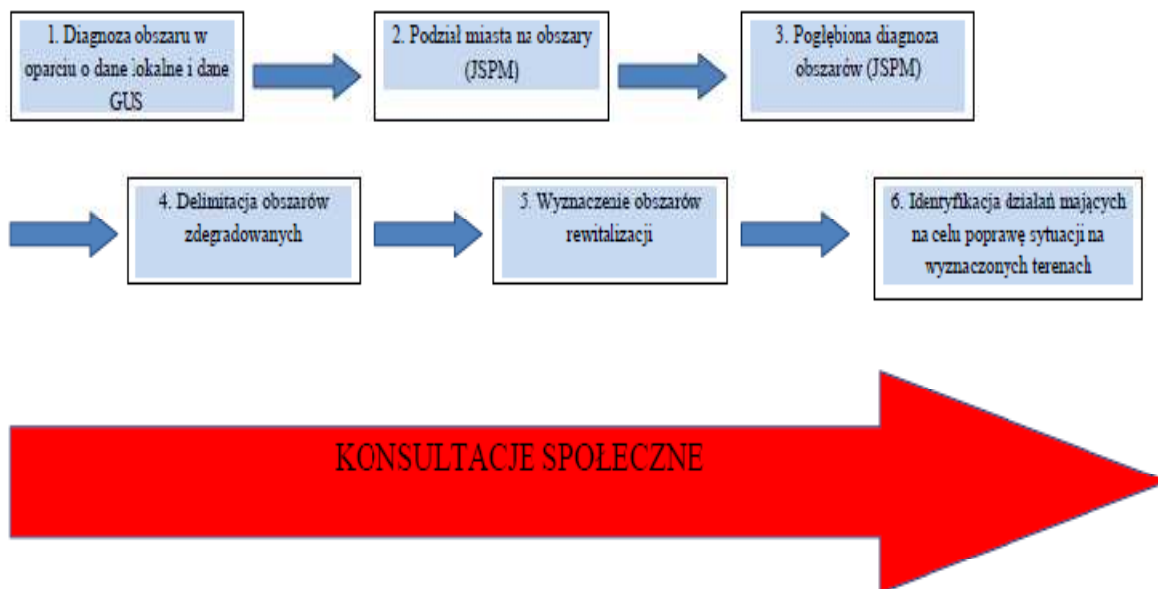 1. Diagnoza obszaru w
oparciu o dane lokalne i dane
GUS
2. Podział miasta na obszary
(JSPM)
3. Pogłębiona diagnoza
obszarów (JSPM)
4. Delimitacja obszarów
zdegradowanych
5. Wyznaczenie obszarów
rewitalizacji
6. Identyfikacja działań mających
na celu poprawę sytuacji na
wyznaczonych terenach
KONSULTACJE SPOŁECZNE